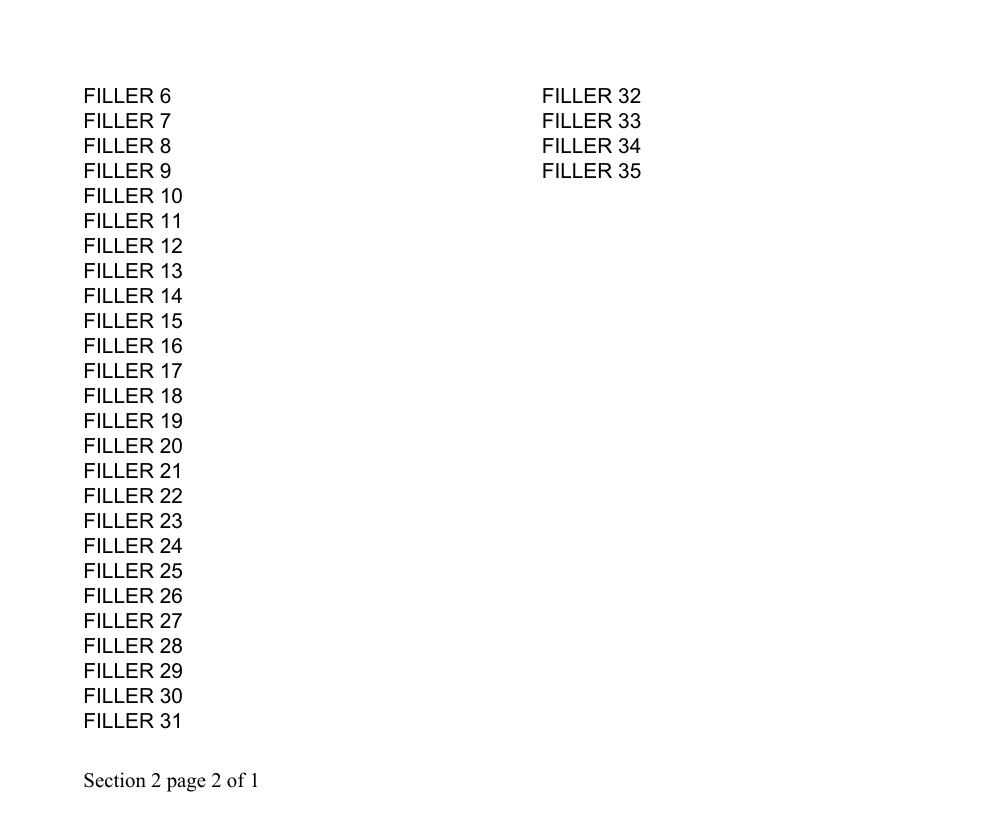 FILLER 6
FILLER 7
FILLER 8
FILLER 9
FILLER 10
FILLER 11
FILLER 12
FILLER 13
FILLER 14
FILLER 15
FILLER 16
FILLER 17
FILLER 18
FILLER 19
FILLER 20
FILLER 21
FILLER 22
FILLER 23
FILLER 24
FILLER 25
FILLER 26
FILLER 27
FILLER 28
FILLER 29
FILLER 30
FILLER 31
FILLER 32
FILLER 33
FILLER 34
FILLER 35
Section 2 page 2 of 1